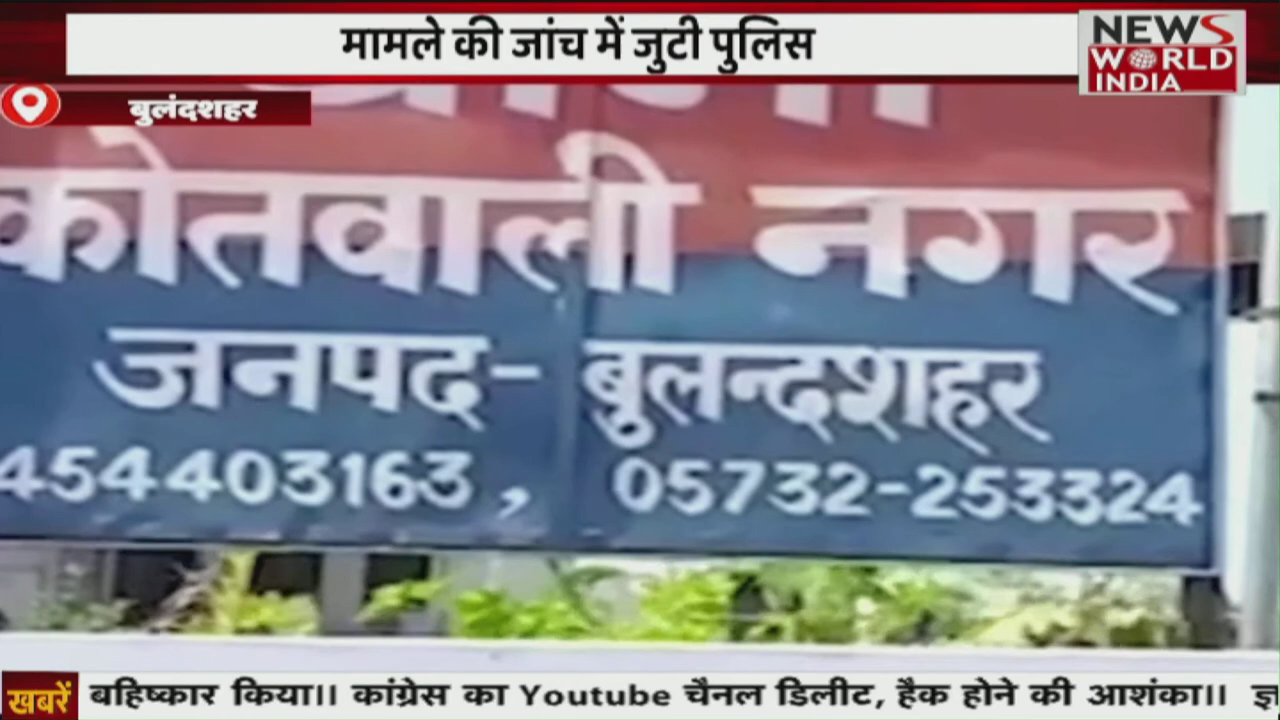 मामले की जांच में जुटी पुलिस
NEWS
WORLD
INDIA
बुलंदशहर
कोतवाली नगर
जनपद- बुलन्दशहर
454403163, 05732-253324
खबरें बहिष्कार किया।। कांग्रेस का Youtube चैनल डिलीट, हैक होने की आशंका।।